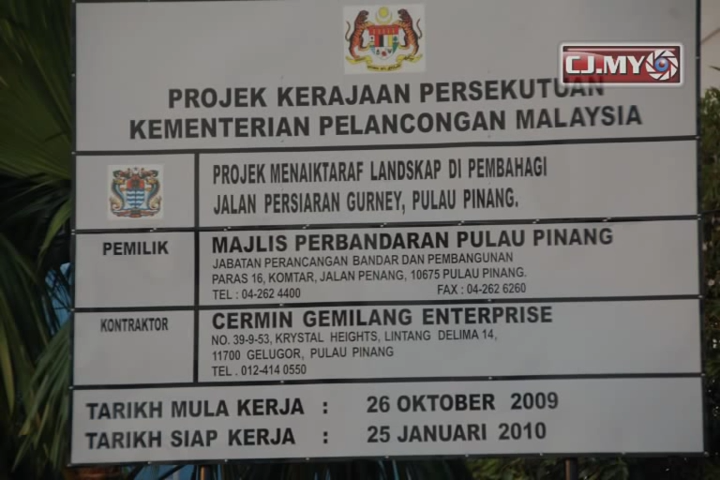 CJ.MY
PROJEK KERAJAAN PERSEKUTUAN
KEMENTERIAN PELANCONGAN MALAYSIA
PROJEK MENAIKTARAF LANDSKAP DI PEMBAHAGI
JALAN PERSIARAN GURNEY, PULAU PINANG.
PEMILIK
MAJLIS PERBANDARAN PULAU PINANG
JABATAN PERANCANGAN BANDAR DAN PEMBANGUNAN
PARAS 16, KOMTAR, JALAN PENANG, 10675 PULAU PINANG.
TEL : 04-262 4400 FAX : 04-262 6260
KONTRAKTOR
CERMIN GEMILANG ENTERPRISE
NO. 39-9-53, KRYSTAL HEIGHTS, LINTANG DELIMA 14,
11700 GELUGOR, PULAU PINANG
TEL . 012-414 0550
TARIKH MULA KERJA : 26 OKTOBER 2009
TARIKH SIAP KERJA : 25 JANUARI 2010